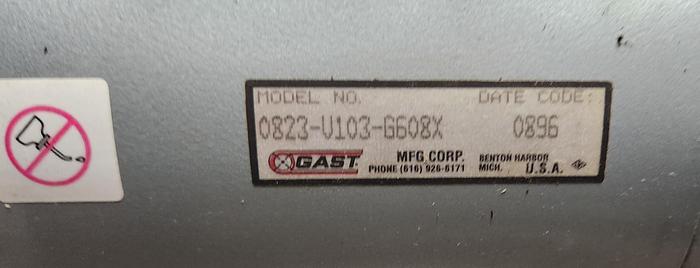 MODEL NO. DATE CODE:
0823-V103-G608X 0896
GAST MFG. CORP. BENTON HARBOR
PHONE (616) 926-6171 MICH. U.S.A.